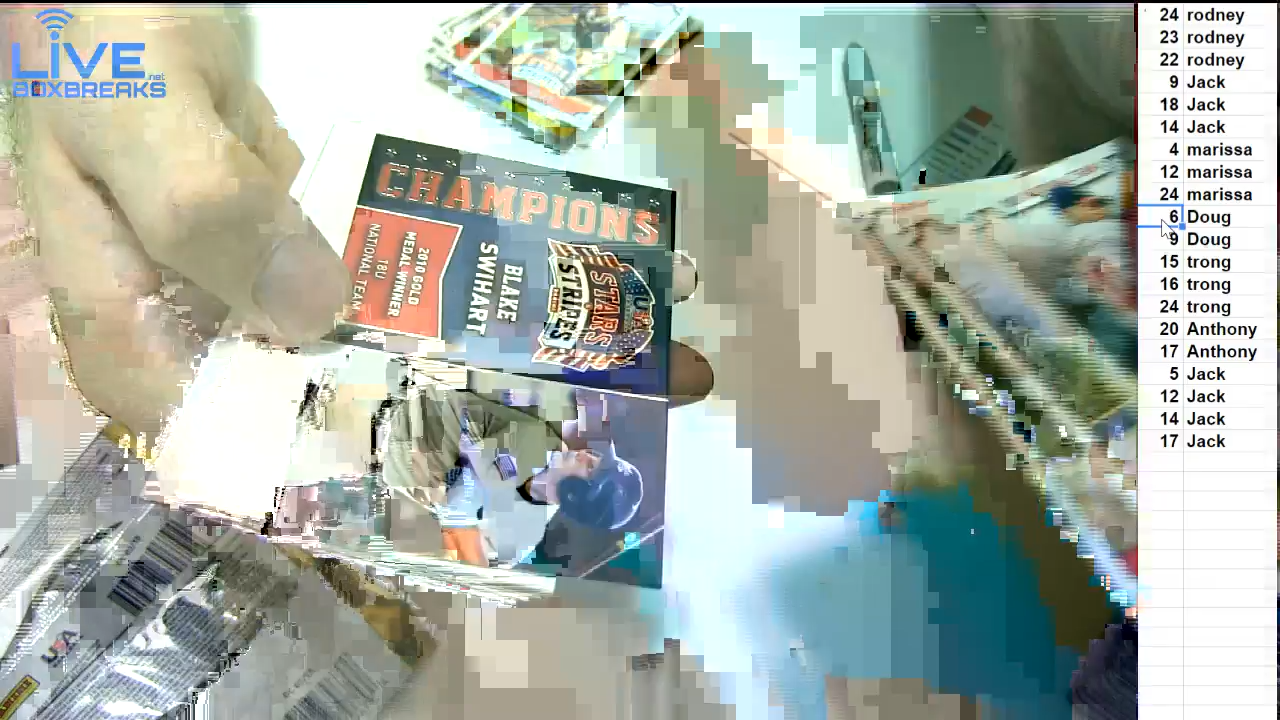 LiVE
.net
BOXBREAKS
CHAMPIONS
2010 GOLD
MEDAL WINNER
18U
NATIONAL TEAM
BLAKE
SWIHART
USA
STARS
STRIPES
USA
24 rodney
23 rodney
22 rodney
9 Jack
18 Jack
14 Jack
4 marissa
12 marissa
24 marissa
6 Doug
9 Doug
15 trong
16 trong
24 trong
20 Anthony
17 Anthony
5 Jack
12 Jack
14 Jack
17 Jack